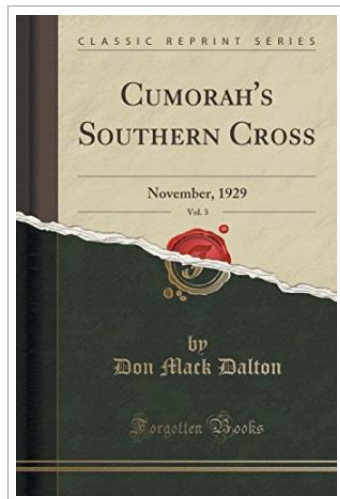 CLASSIC REPRINT SERIES
CUMORAH'S
SOUTHERN CROSS
November, 1929
Vol. 3
by
Don Mack Dalton
Forgotten Books